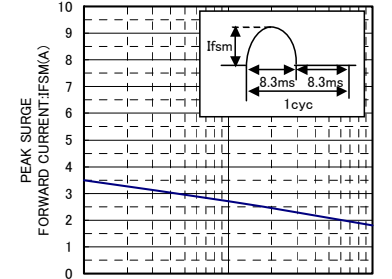 10
9
8
7
6
5
4
3
2
1
0
PEAK SURGE
FORWARD CURRENT:IFSM(A)
Ifsm
8.3ms 8.3ms
1cyc